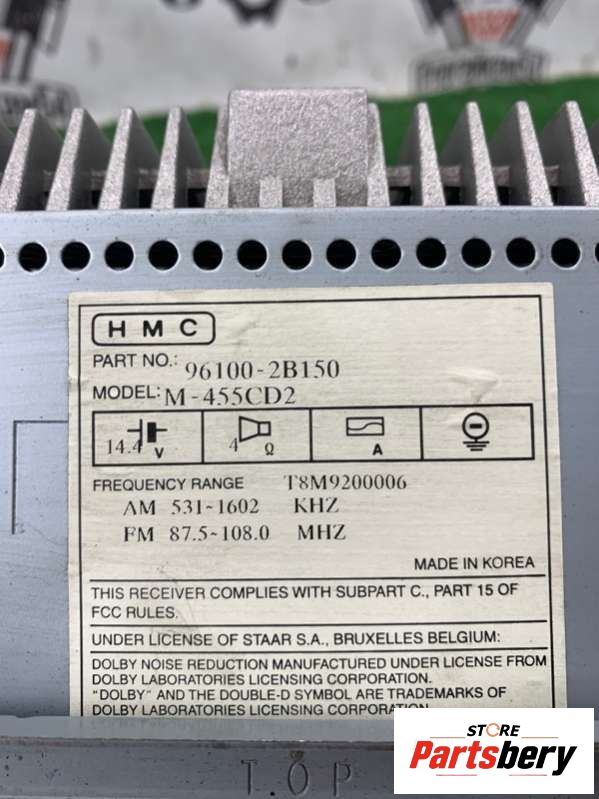 HMC
PART NO.: 96100-2B150
MODEL: M-455CD2
14.4 V 4 Ω A
FREQUENCY RANGE T8M9200006
AM 531~1602 KHZ
FM 87.5~108.0 MHZ
MADE IN KOREA
THIS RECEIVER COMPLIES WITH SUBPART C., PART 15 OF
FCC RULES.
UNDER LICENSE OF STAAR S.A., BRUXELLES BELGIUM:
DOLBY NOISE REDUCTION MANUFACTURED UNDER LICENSE FROM
DOLBY LABORATORIES LICENSING CORPORATION.
"DOLBY" AND THE DOUBLE-D SYMBOL ARE TRADEMARKS OF
DOLBY LABORATORIES LICENSING CORPORATION
TOP
STORE
Partsbery